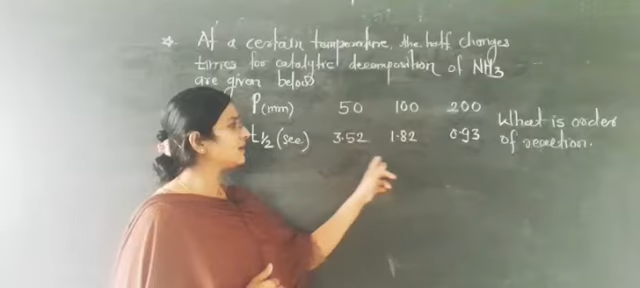 * At a certain temperature, the half changes
times for catalytic decomposition of NH3
are given below
P(mm) 50 100 200 What is order
t1/2 (sec) 3.52 1.82 0.93 of reaction.